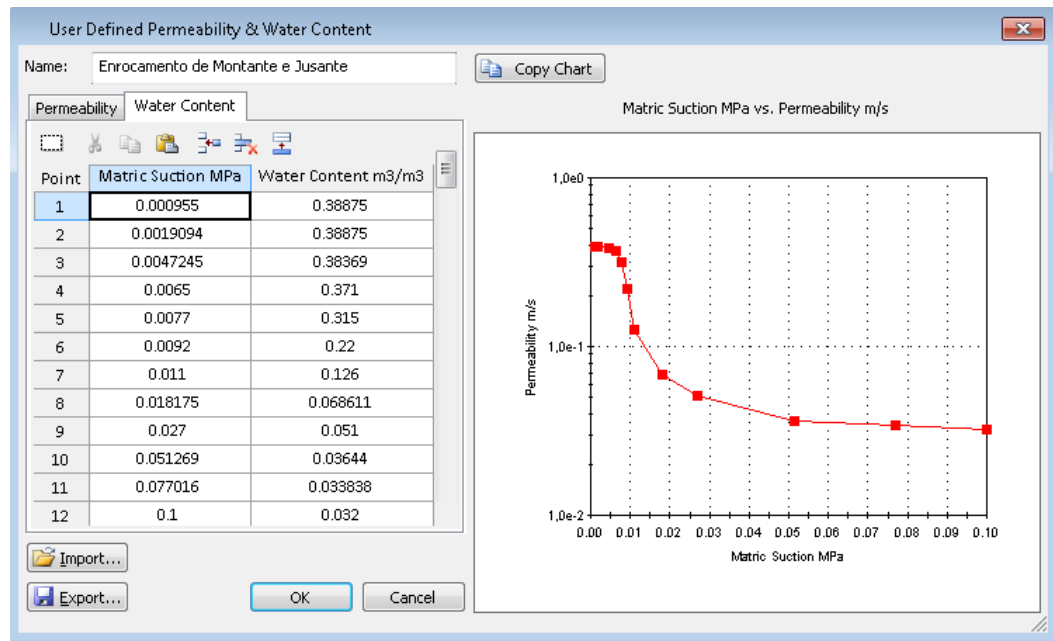 User Defined Permeability & Water Content
Name: Enrocamento de Montante e Jusante
Copy Chart
Permeability Water Content
Point Matric Suction MPa Water Content m3/m3
1 0.000955 0.38875
2 0.0019094 0.38875
3 0.0047245 0.38369
4 0.0065 0.371
5 0.0077 0.315
6 0.0092 0.22
7 0.011 0.126
8 0.018175 0.068611
9 0.027 0.051
10 0.051269 0.03644
11 0.077016 0.033838
12 0.1 0.032
Import...
Export...
OK Cancel
Matric Suction MPa vs. Permeability m/s
Permeability m/s
1,0e0
1,0e-1
1,0e-2
0.00 0.01 0.02 0.03 0.04 0.05 0.06 0.07 0.08 0.09 0.10
Matric Suction MPa